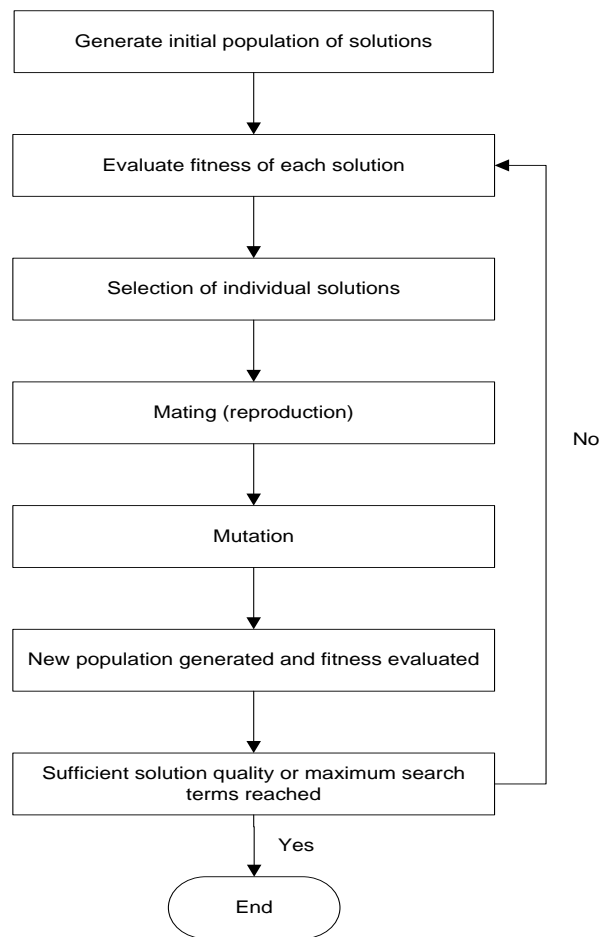 Generate initial population of solutions
Evaluate fitness of each solution
Selection of individual solutions
Mating (reproduction)
No
Mutation
New population generated and fitness evaluated
Sufficient solution quality or maximum search
terms reached
Yes
End